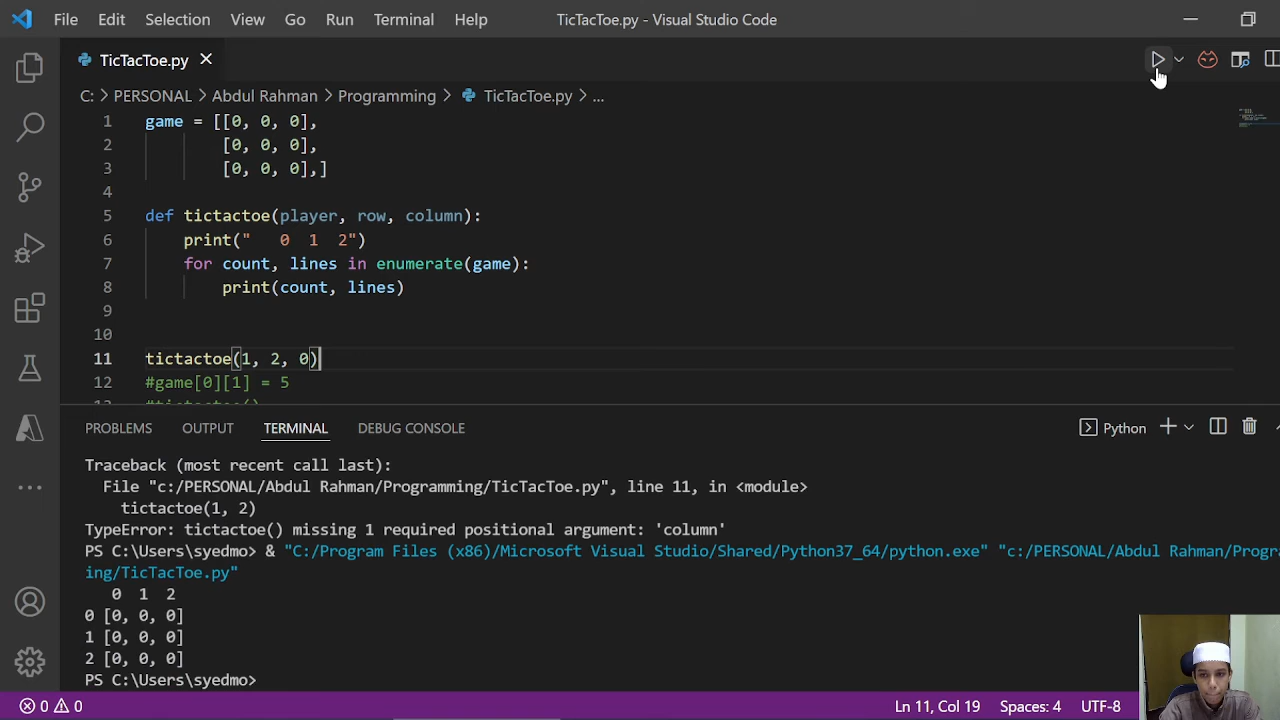 File Edit Selection View Go Run Terminal Help TicTacToe.py - Visual Studio Code
TicTacToe.py
C: > PERSONAL > Abdul Rahman > Programming > TicTacToe.py > ...
1 game = [[0, 0, 0],
2 [0, 0, 0],
3 [0, 0, 0],]
4
5 def tictactoe(player, row, column):
6 print("   0  1  2")
7 for count, lines in enumerate(game):
8 print(count, lines)
9
10
11 tictactoe(1, 2, 0)
12 #game[0][1] = 5
13 #tictactoe()
PROBLEMS OUTPUT TERMINAL DEBUG CONSOLE Python
Traceback (most recent call last):
File "c:/PERSONAL/Abdul Rahman/Programming/TicTacToe.py", line 11, in <module>
tictactoe(1, 2)
TypeError: tictactoe() missing 1 required positional argument: 'column'
PS C:\Users\syedmo> & "C:/Program Files (x86)/Microsoft Visual Studio/Shared/Python37_64/python.exe" "c:/PERSONAL/Abdul Rahman/Progr
ing/TicTacToe.py"
0 1 2
0 [0, 0, 0]
1 [0, 0, 0]
2 [0, 0, 0]
PS C:\Users\syedmo>
0 0 Ln 11, Col 19 Spaces: 4 UTF-8